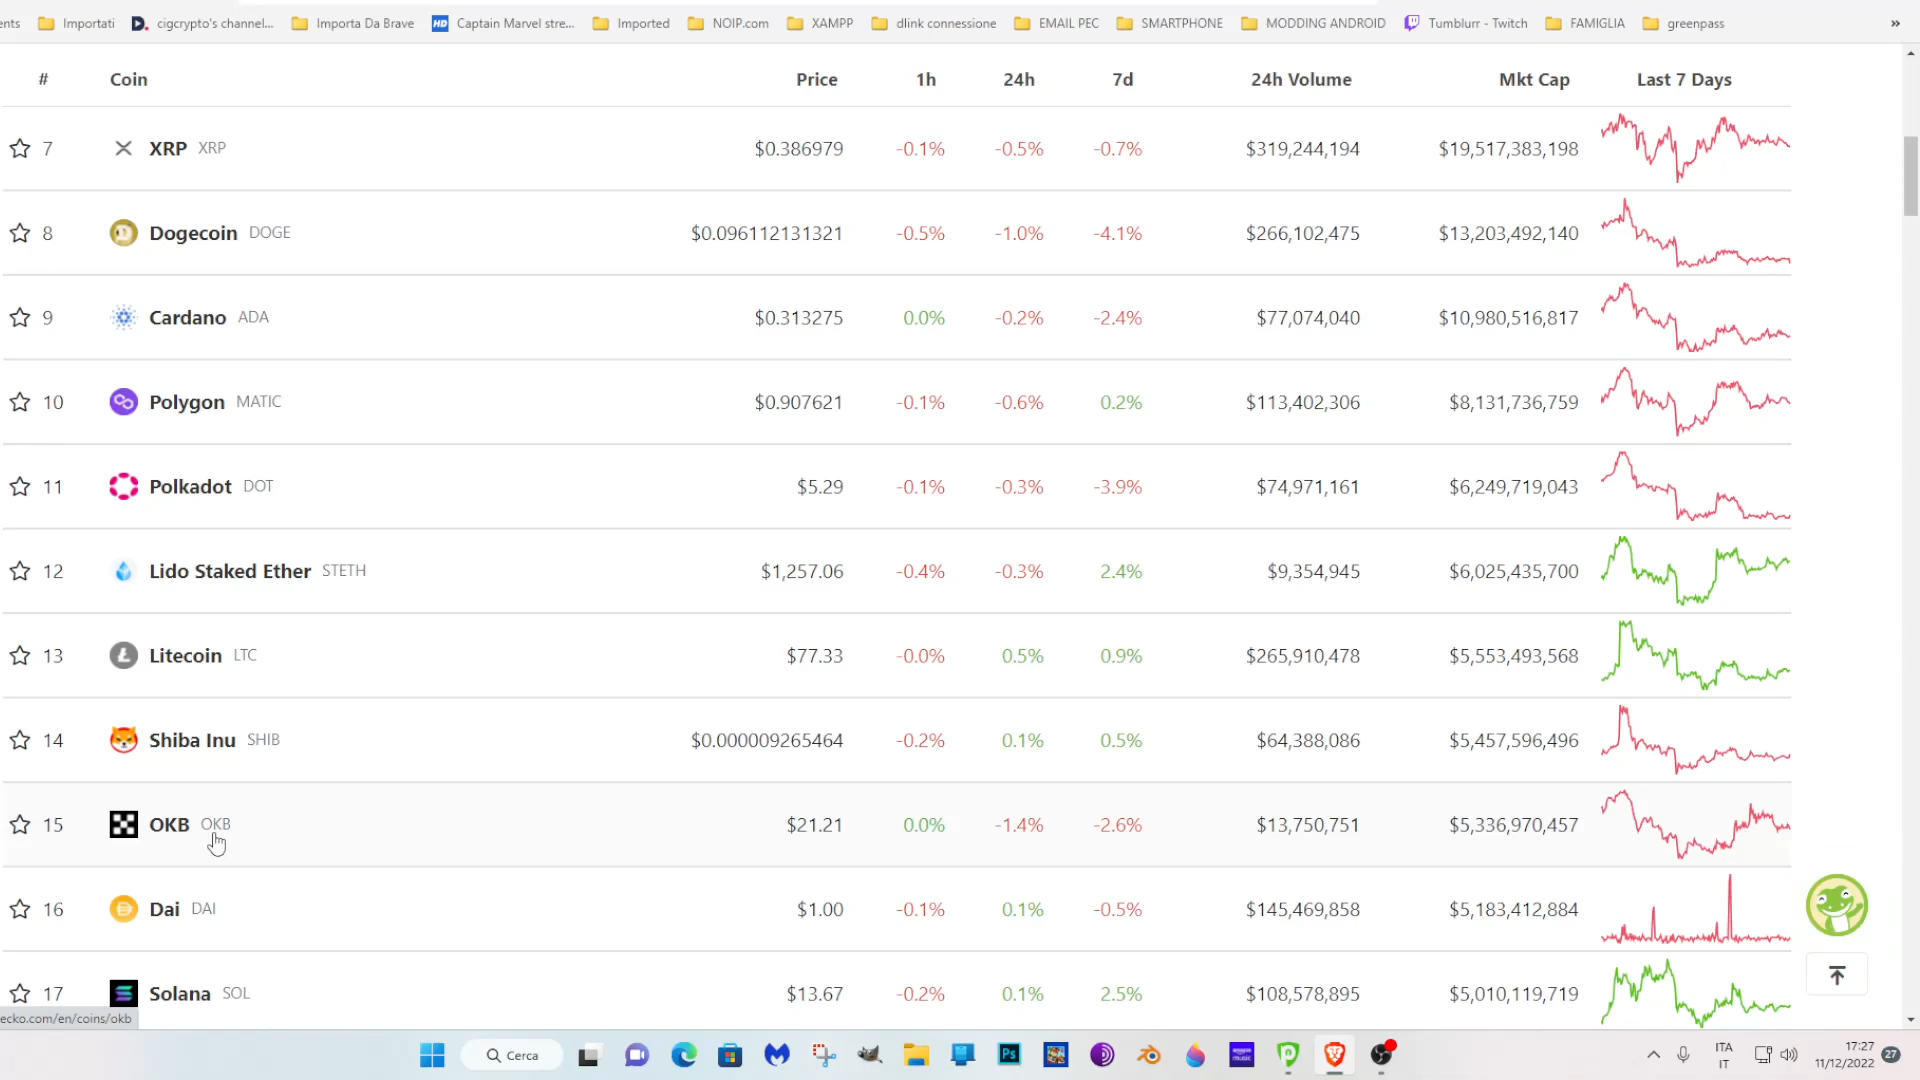 ents Importati cigcrypto's channel... Importa Da Brave HD Captain Marvel stre... Imported NOIP.com XAMPP dlink connessione EMAIL PEC SMARTPHONE MODDING ANDROID Tumblurr - Twitch FAMIGLIA greenpass »
# Coin Price 1h 24h 7d 24h Volume Mkt Cap Last 7 Days
7 XRP XRP $0.386979 -0.1% -0.5% -0.7% $319,244,194 $19,517,383,198
8 Dogecoin DOGE $0.096112131321 -0.5% -1.0% -4.1% $266,102,475 $13,203,492,140
9 Cardano ADA $0.313275 0.0% -0.2% -2.4% $77,074,040 $10,980,516,817
10 Polygon MATIC $0.907621 -0.1% -0.6% 0.2% $113,402,306 $8,131,736,759
11 Polkadot DOT $5.29 -0.1% -0.3% -3.9% $74,971,161 $6,249,719,043
12 Lido Staked Ether STETH $1,257.06 -0.4% -0.3% 2.4% $9,354,945 $6,025,435,700
13 Litecoin LTC $77.33 -0.0% 0.5% 0.9% $265,910,478 $5,553,493,568
14 Shiba Inu SHIB $0.000009265464 -0.2% 0.1% 0.5% $64,388,086 $5,457,596,496
15 OKB OKB $21.21 0.0% -1.4% -2.6% $13,750,751 $5,336,970,457
16 Dai DAI $1.00 -0.1% 0.1% -0.5% $145,469,858 $5,183,412,884
17 Solana SOL $13.67 -0.2% 0.1% 2.5% $108,578,895 $5,010,119,719
ecko.com/en/coins/okb
Cerca Ps ITA 17:27
IT 11/12/2022 27